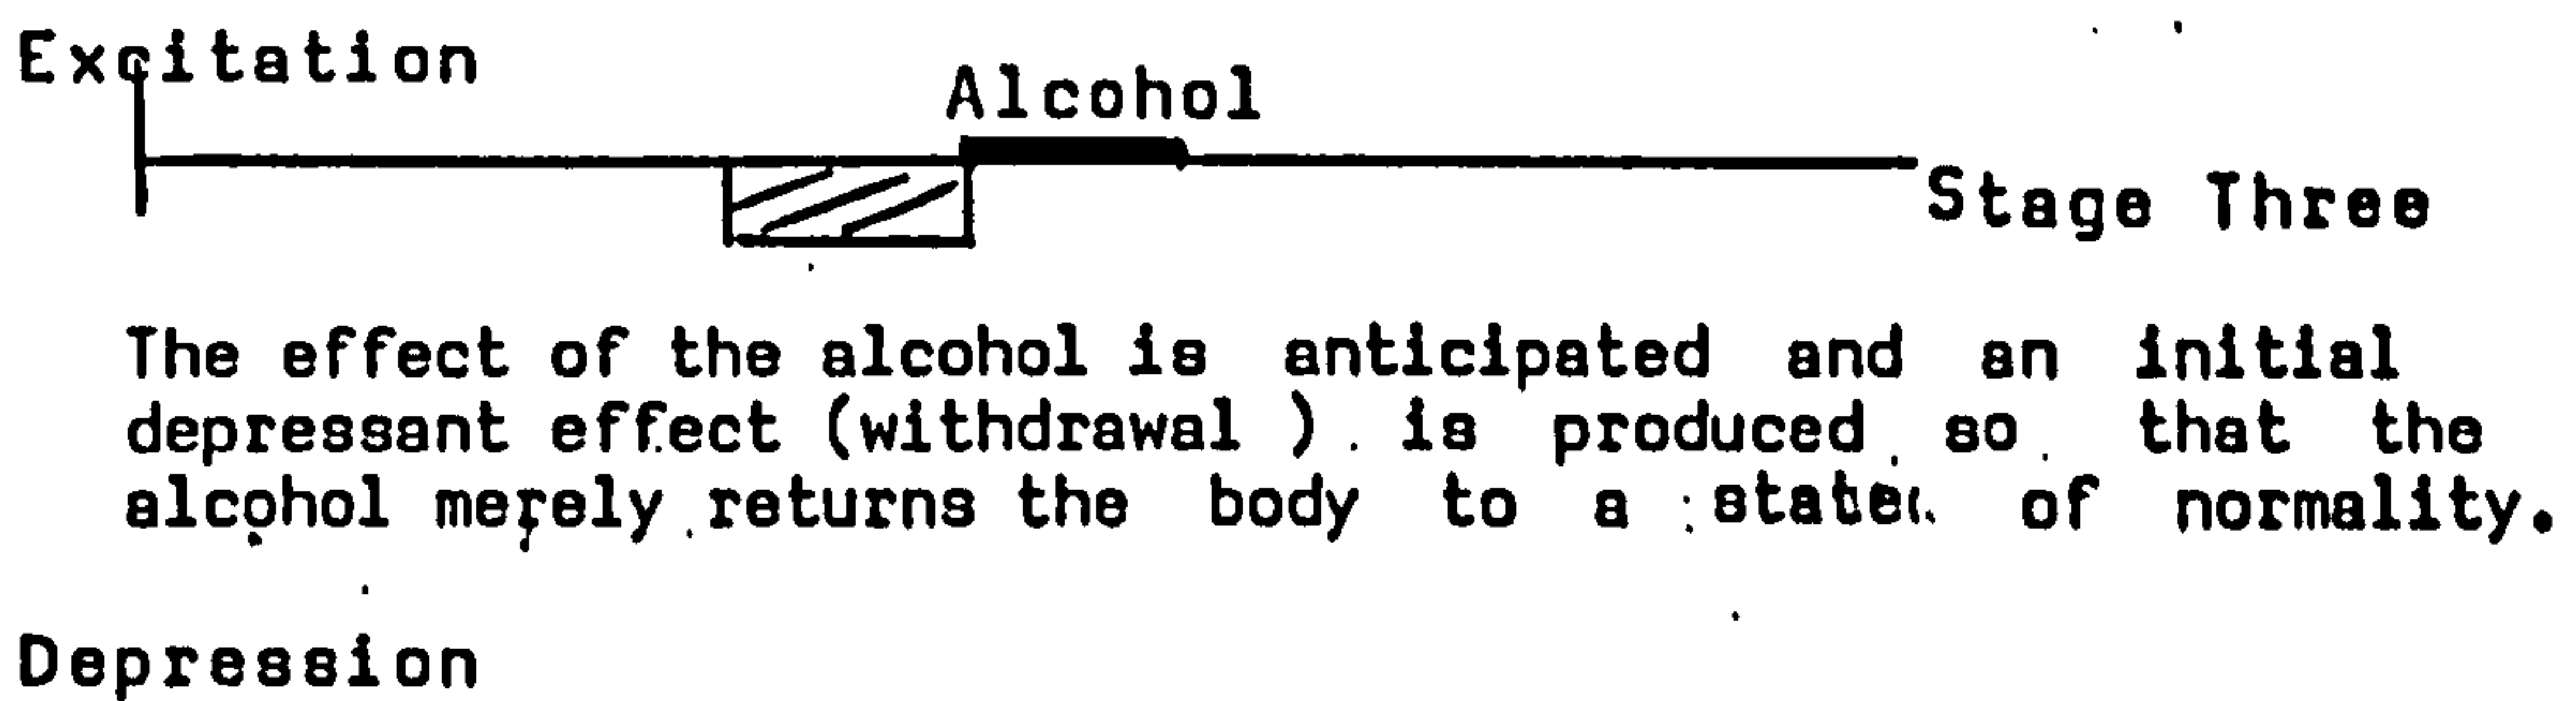 Excitation
Alcohol
Stage Three
The effect of the alcohol is anticipated and an initial
depressant effect (withdrawal ) is produced so that the
alcohol merely returns the body to a state of normality.
Depression